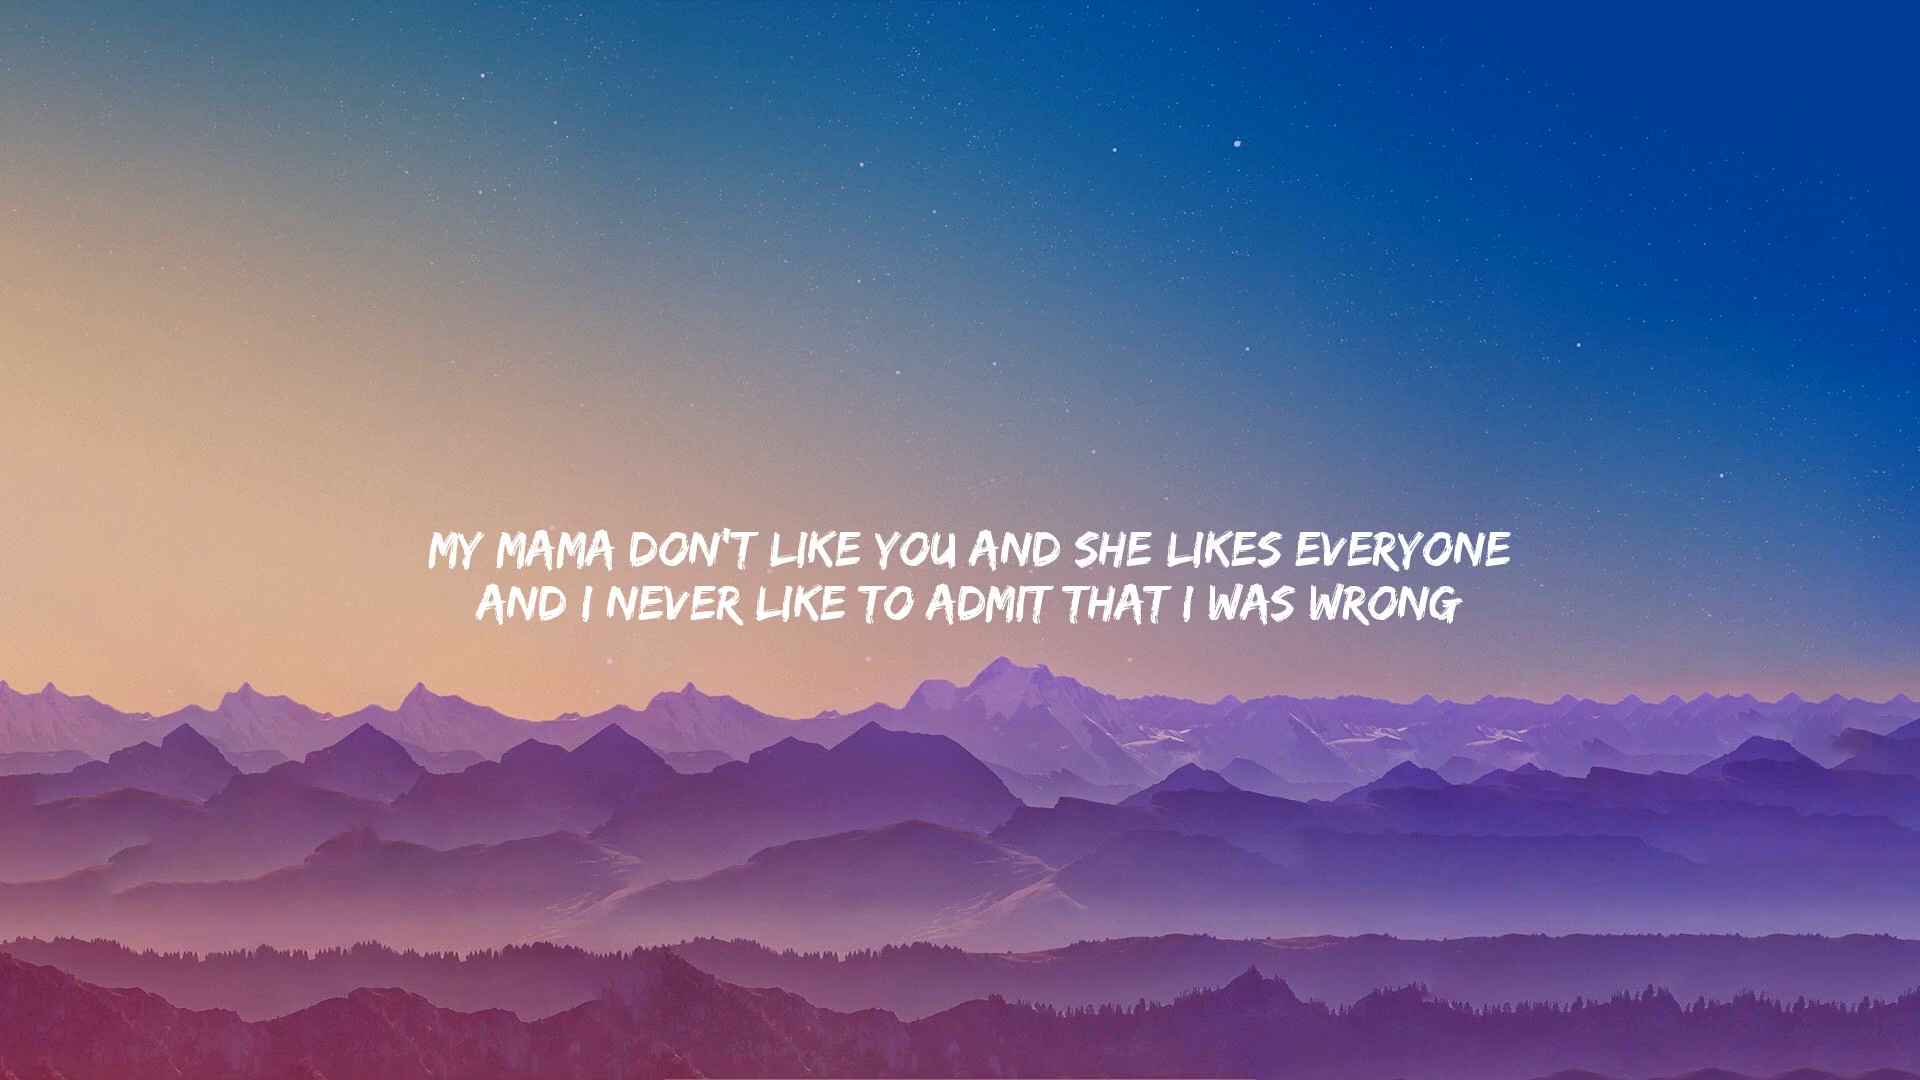 MY MAMA DON'T LIKE YOU AND SHE LIKES EVERYONE
AND I NEVER LIKE TO ADMIT THAT I WAS WRONG